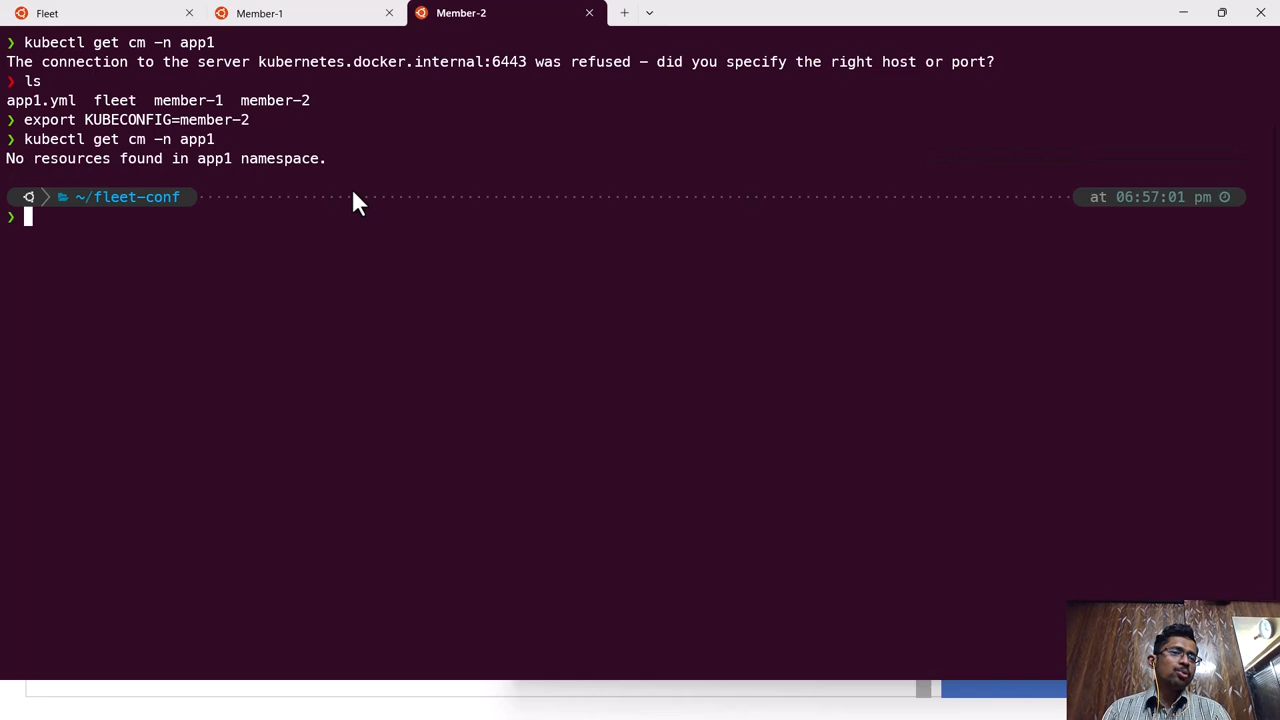 Fleet
Member-1
Member-2
❯ kubectl get cm -n app1
The connection to the server kubernetes.docker.internal:6443 was refused - did you specify the right host or port?
❯ ls
app1.yml fleet member-1 member-2
❯ export KUBECONFIG=member-2
❯ kubectl get cm -n app1
No resources found in app1 namespace.
~/fleet-conf
at 06:57:01 pm
❯